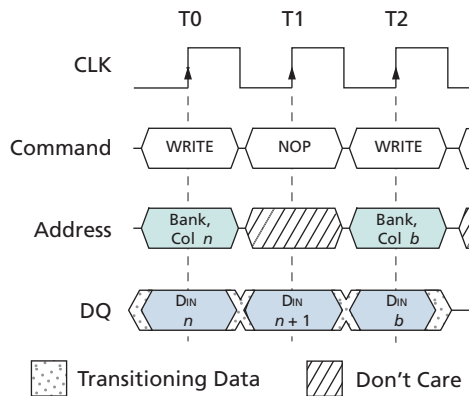 T0 T1 T2
CLK
Command WRITE NOP WRITE
Address Bank, Col n Bank, Col b
DQ DIN n DIN n + 1 DIN b
Transitioning Data Don't Care